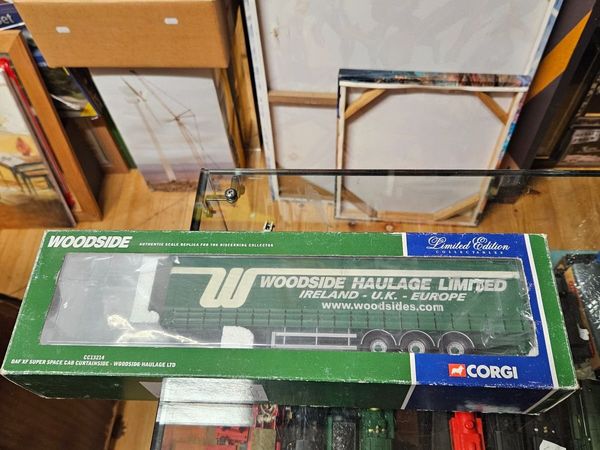 set
WOODSIDE
AUTHENTIC SCALE REPLICA FOR THE DISCERNING COLLECTOR
Limited Edition
COLLECTABLES
W WOODSIDE HAULAGE LIMITED
IRELAND - U.K. - EUROPE
www.woodsides.com
CC13214
DAF XF SUPER SPACE CAB CURTAINSIDE - WOODSIDE HAULAGE LTD
CORGI